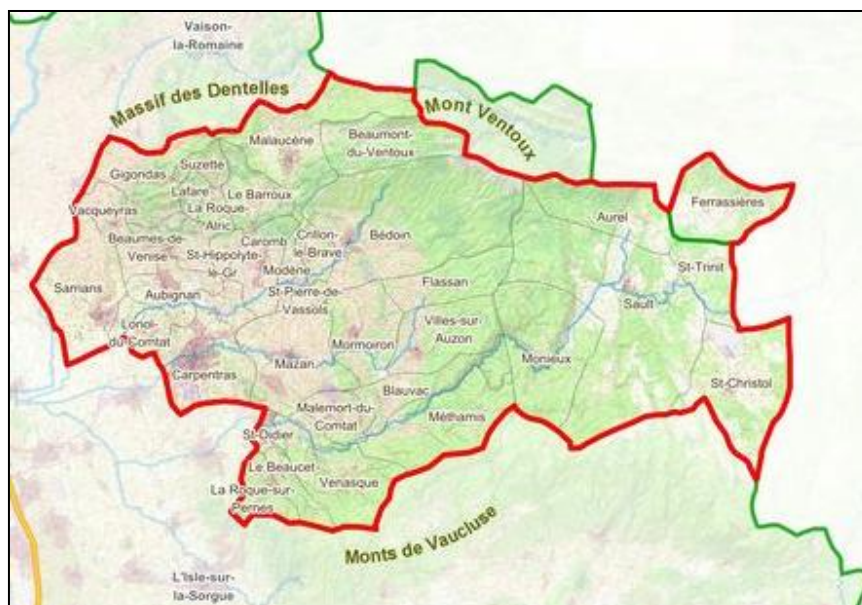 Vaison-
la-Romaine
Massif des Dentelles
Mont Ventoux
Malaucène
Beaumont-
du-Ventoux
Suzette
Gigondas
Lafare
Le Barroux
Ferrassières
La Roque-
Alric
Vacqueyras
Aurel
Beaumes-de-
Venise
St-Hippolyte-
le-Gr
Caromb
Crillon-
le-Brave
Bédoin
Modène
St-Trinit
Sarrians
Aubignan
St-Pierre-de-
Vassols
Flassan
Sault
Loriol-
du-Comtat
Villes-sur-
Auzon
Mormoiron
Mazan
Monieux
Carpentras
Blauvac
St-Christol
Malemort-du-
Comtat
Méthamis
St-Didier
Le Beaucet
Venasque
La Roque-sur-
Pernes
Monts de Vaucluse
L'Isle-sur-
la-Sorgue